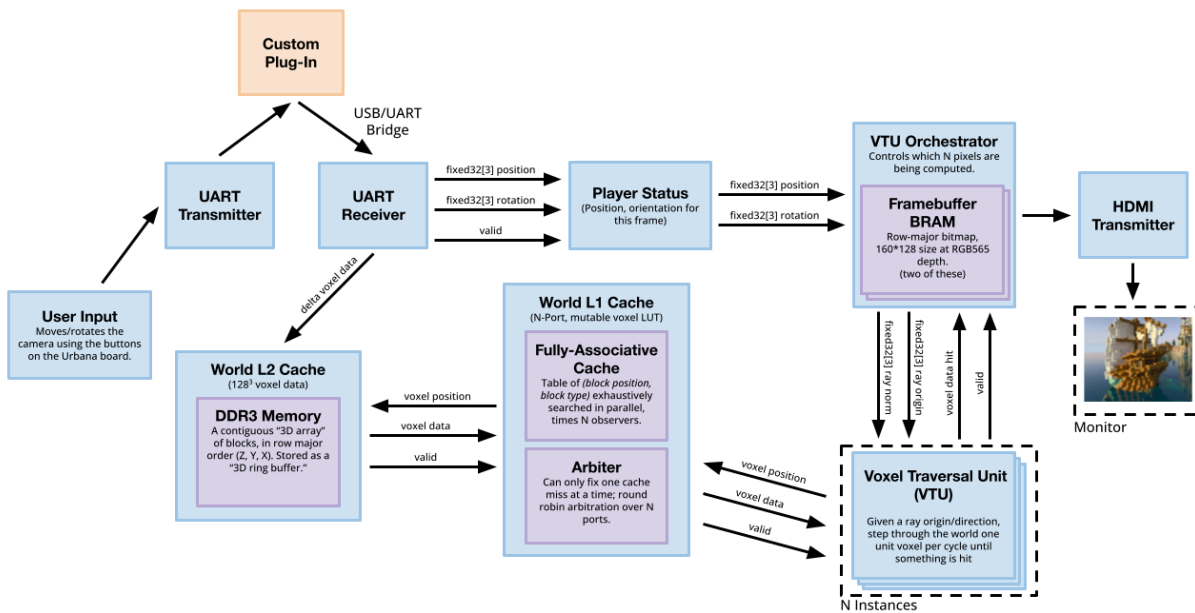 Custom
Plug-In
USB/UART
Bridge
UART
Transmitter
UART
Receiver
fixed32[3] position
fixed32[3] rotation
valid
Player Status
(Position, orientation for
this frame)
fixed32[3] position
fixed32[3] rotation
VTU Orchestrator
Controls which N pixels are
being computed.
Framebuffer
BRAM
Row-major bitmap,
160*128 size at RGB565
depth.
(two of these)
HDMI
Transmitter
User Input
Moves/rotates the
camera using the buttons
on the Urbana board.
delta voxel data
World L2 Cache
(128³ voxel data)
DDR3 Memory
A contiguous “3D array”
of blocks, in row major
order (Z, Y, X). Stored as a
“3D ring buffer.”
voxel position
voxel data
valid
World L1 Cache
(N-Port, mutable voxel LUT)
Fully-Associative
Cache
Table of (block position,
block type) exhaustively
searched in parallel,
times N observers.
Arbiter
Can only fix one cache
miss at a time; round
robin arbitration over N
ports.
voxel position
voxel data
valid
fixed32[3] ray norm
fixed32[3] ray origin
voxel data hit
valid
Monitor
Voxel Traversal Unit
(VTU)
Given a ray origin/direction,
step through the world one
unit voxel per cycle until
something is hit
N Instances